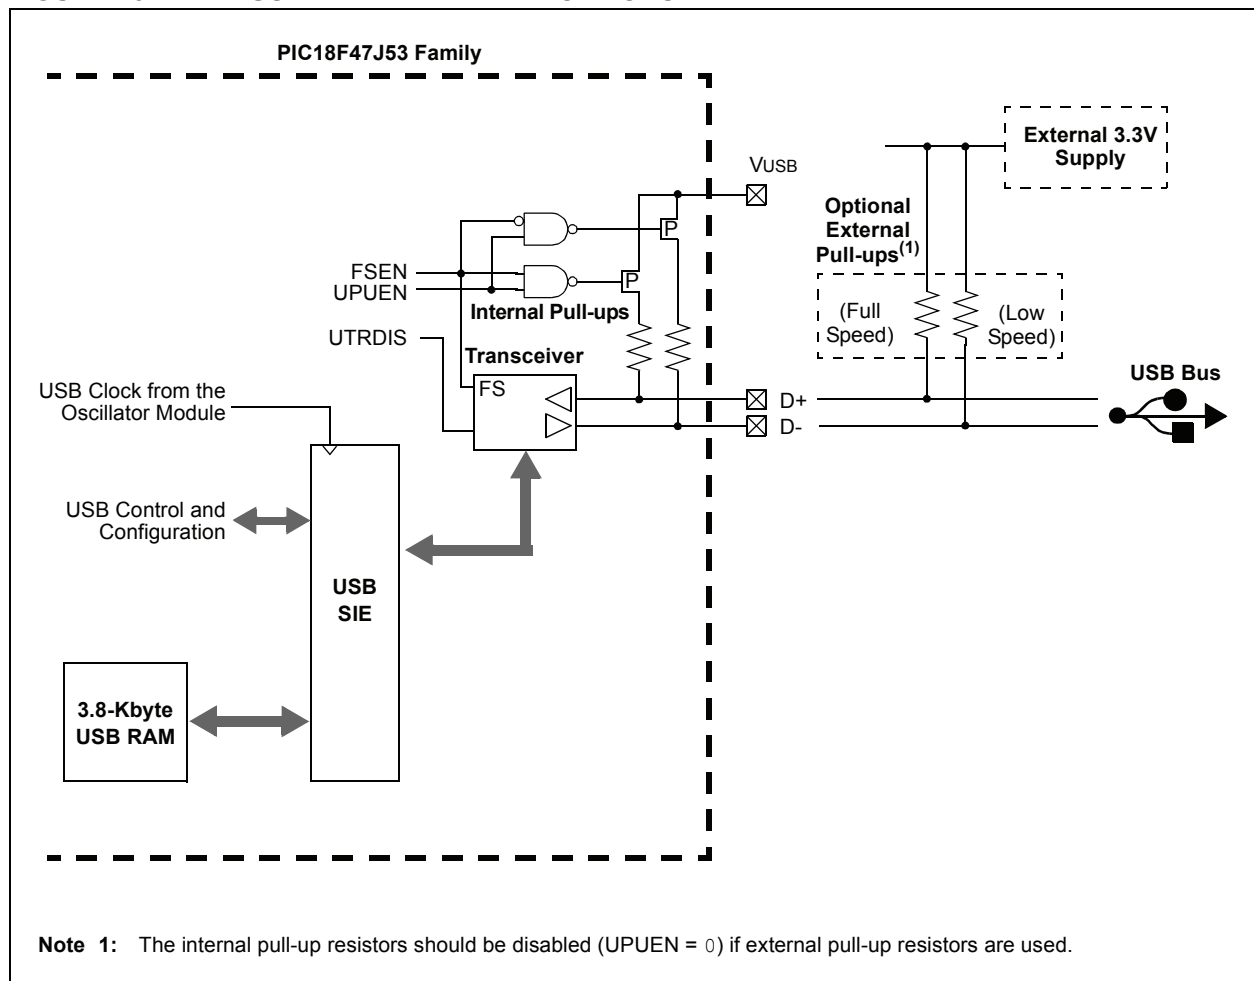 PIC18F47J53 Family
External 3.3V
Supply
VUSB
Optional
External
Pull-ups(1)
P
P
FSEN
UPUEN
Internal Pull-ups
(Full
Speed)
(Low
Speed)
UTRDIS
Transceiver
FS
USB Clock from the
Oscillator Module
D+
D-
USB Bus
USB Control and
Configuration
USB
SIE
3.8-Kbyte
USB RAM
Note 1: The internal pull-up resistors should be disabled (UPUEN = 0) if external pull-up resistors are used.